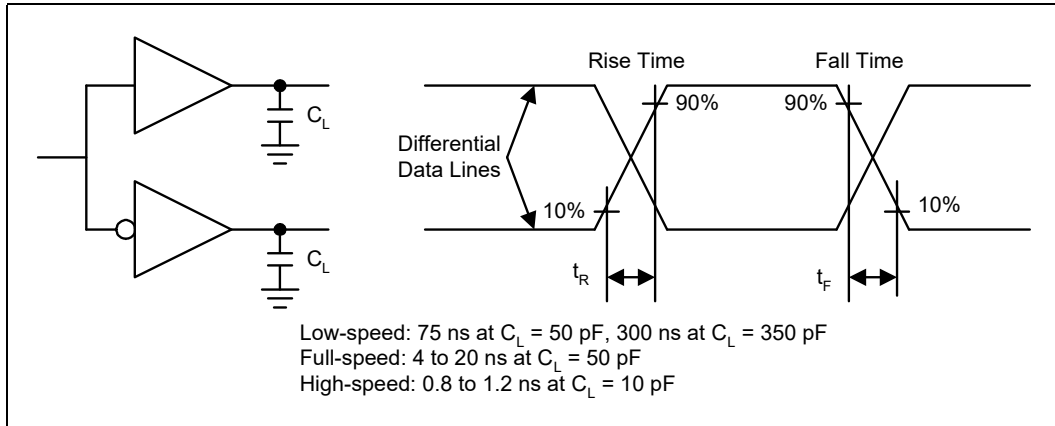 Rise Time
Fall Time
90%
90%
C_L
Differential
Data Lines
10%
10%
C_L
t_R
t_F
Low-speed: 75 ns at C_L = 50 pF, 300 ns at C_L = 350 pF
Full-speed: 4 to 20 ns at C_L = 50 pF
High-speed: 0.8 to 1.2 ns at C_L = 10 pF